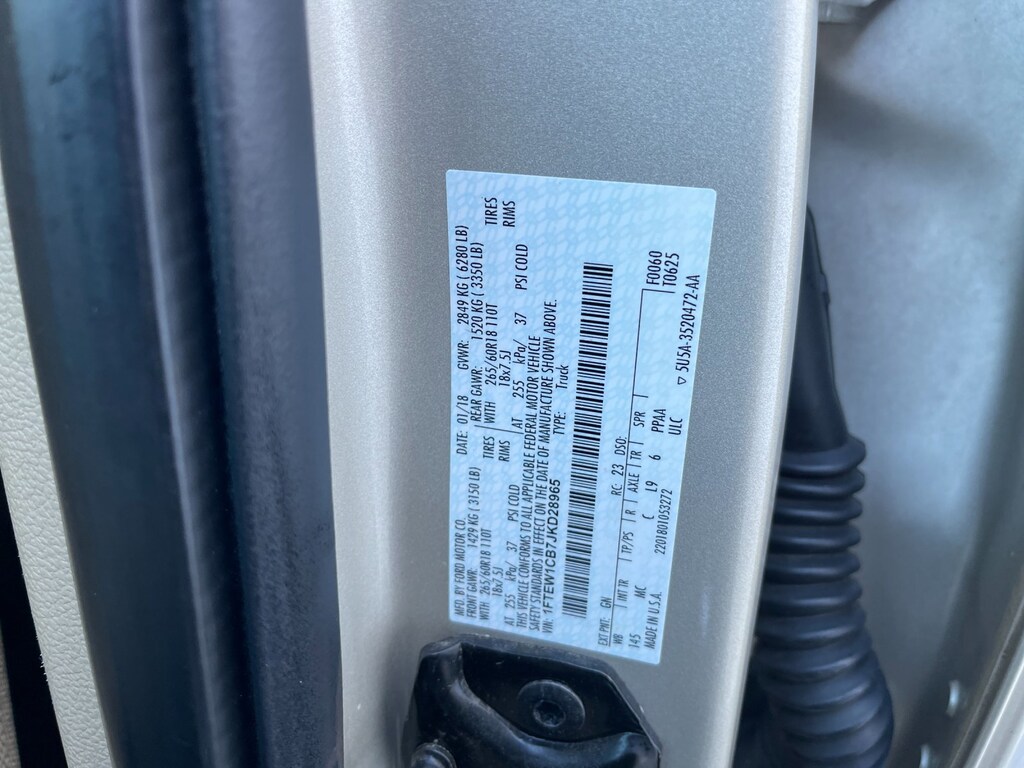 MFD. BY FORD MOTOR CO. DATE: 01/18 GVWR: 2849 KG ( 6280 LB)
FRONT GAWR: 1429 KG ( 3150 LB) REAR GAWR: 1520 KG ( 3350 LB)
WITH 265/60R18 110T TIRES WITH 265/60R18 110T TIRES
18x7.5J RIMS 18x7.5J RIMS
AT 255 kPa/ 37 PSI COLD AT 255 kPa/ 37 PSI COLD
THIS VEHICLE CONFORMS TO ALL APPLICABLE FEDERAL MOTOR VEHICLE
SAFETY STANDARDS IN EFFECT ON THE DATE OF MANUFACTURE SHOWN ABOVE.
VIN: 1FTEW1CB7JKD28965 TYPE: Truck
F0060
T0625
EXT PNT: GH RC: 23 DSO:
WB INT TR TP/PS R AXLE TR SPR
145 MC C L9 6 PPAA
ULC
MADE IN U.S.A. 2201801053272
▽ 5U5A-3520472-AA